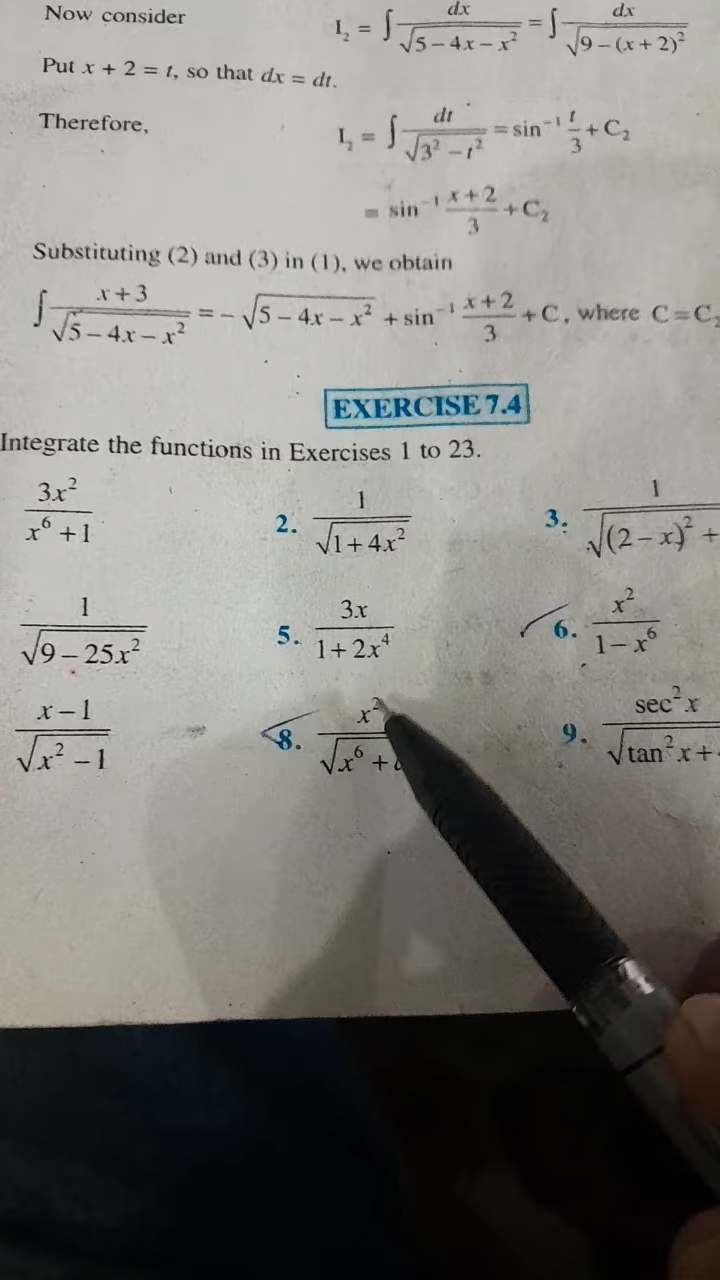 Now consider
I₂ = ∫ dx/√(5 – 4x – x²) = ∫ dx/√(9 – (x + 2)²)
Put x + 2 = t, so that dx = dt.
Therefore, I₂ = ∫ dt/√(3² – t²) = sin⁻¹ t/3 + C₂
= sin⁻¹ (x + 2)/3 + C₂
Substituting (2) and (3) in (1), we obtain
∫ (x + 3)/√(5 – 4x – x²) = – √(5 – 4x – x²) + sin⁻¹ (x + 2)/3 + C, where C = C₂
EXERCISE 7.4
Integrate the functions in Exercises 1 to 23.
3x²/(x⁶ + 1) 2. 1/√(1 + 4x²) 3. 1/√((2 – x)² +
1/√(9 – 25x²) 5. 3x/(1 + 2x⁴) 6. x²/(1 – x⁶)
(x – 1)/√(x² – 1) 8. x²/√(x⁶ + 9. sec² x/√(tan² x +